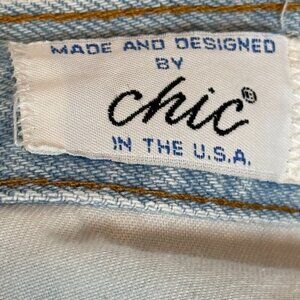 MADE AND DESIGNED
BY
chic®
IN THE U.S.A.